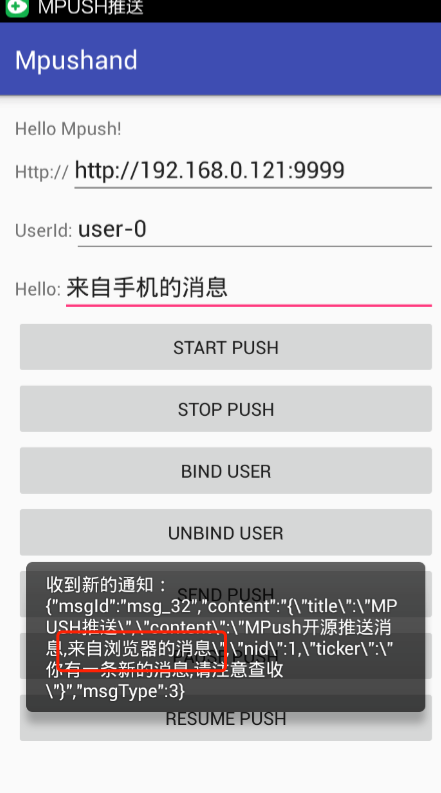 MPUSH推送
Mpushand
Hello Mpush!
Http:// http://192.168.0.121:9999
UserId: user-0
Hello: 来自手机的消息
START PUSH
STOP PUSH
BIND USER
UNBIND USER
SEND PUSH
收到新的通知：
{"msgId":"msg_32","content":"{\"title\":\"MP
USH推送\",\"content\":\"MPush开源推送消
息,来自浏览器的消息\",\"nid\":1,\"ticker\":\"
你有一条新的消息,请注意查收
\"}","msgType":3}
PAUSE PUSH
RESUME PUSH